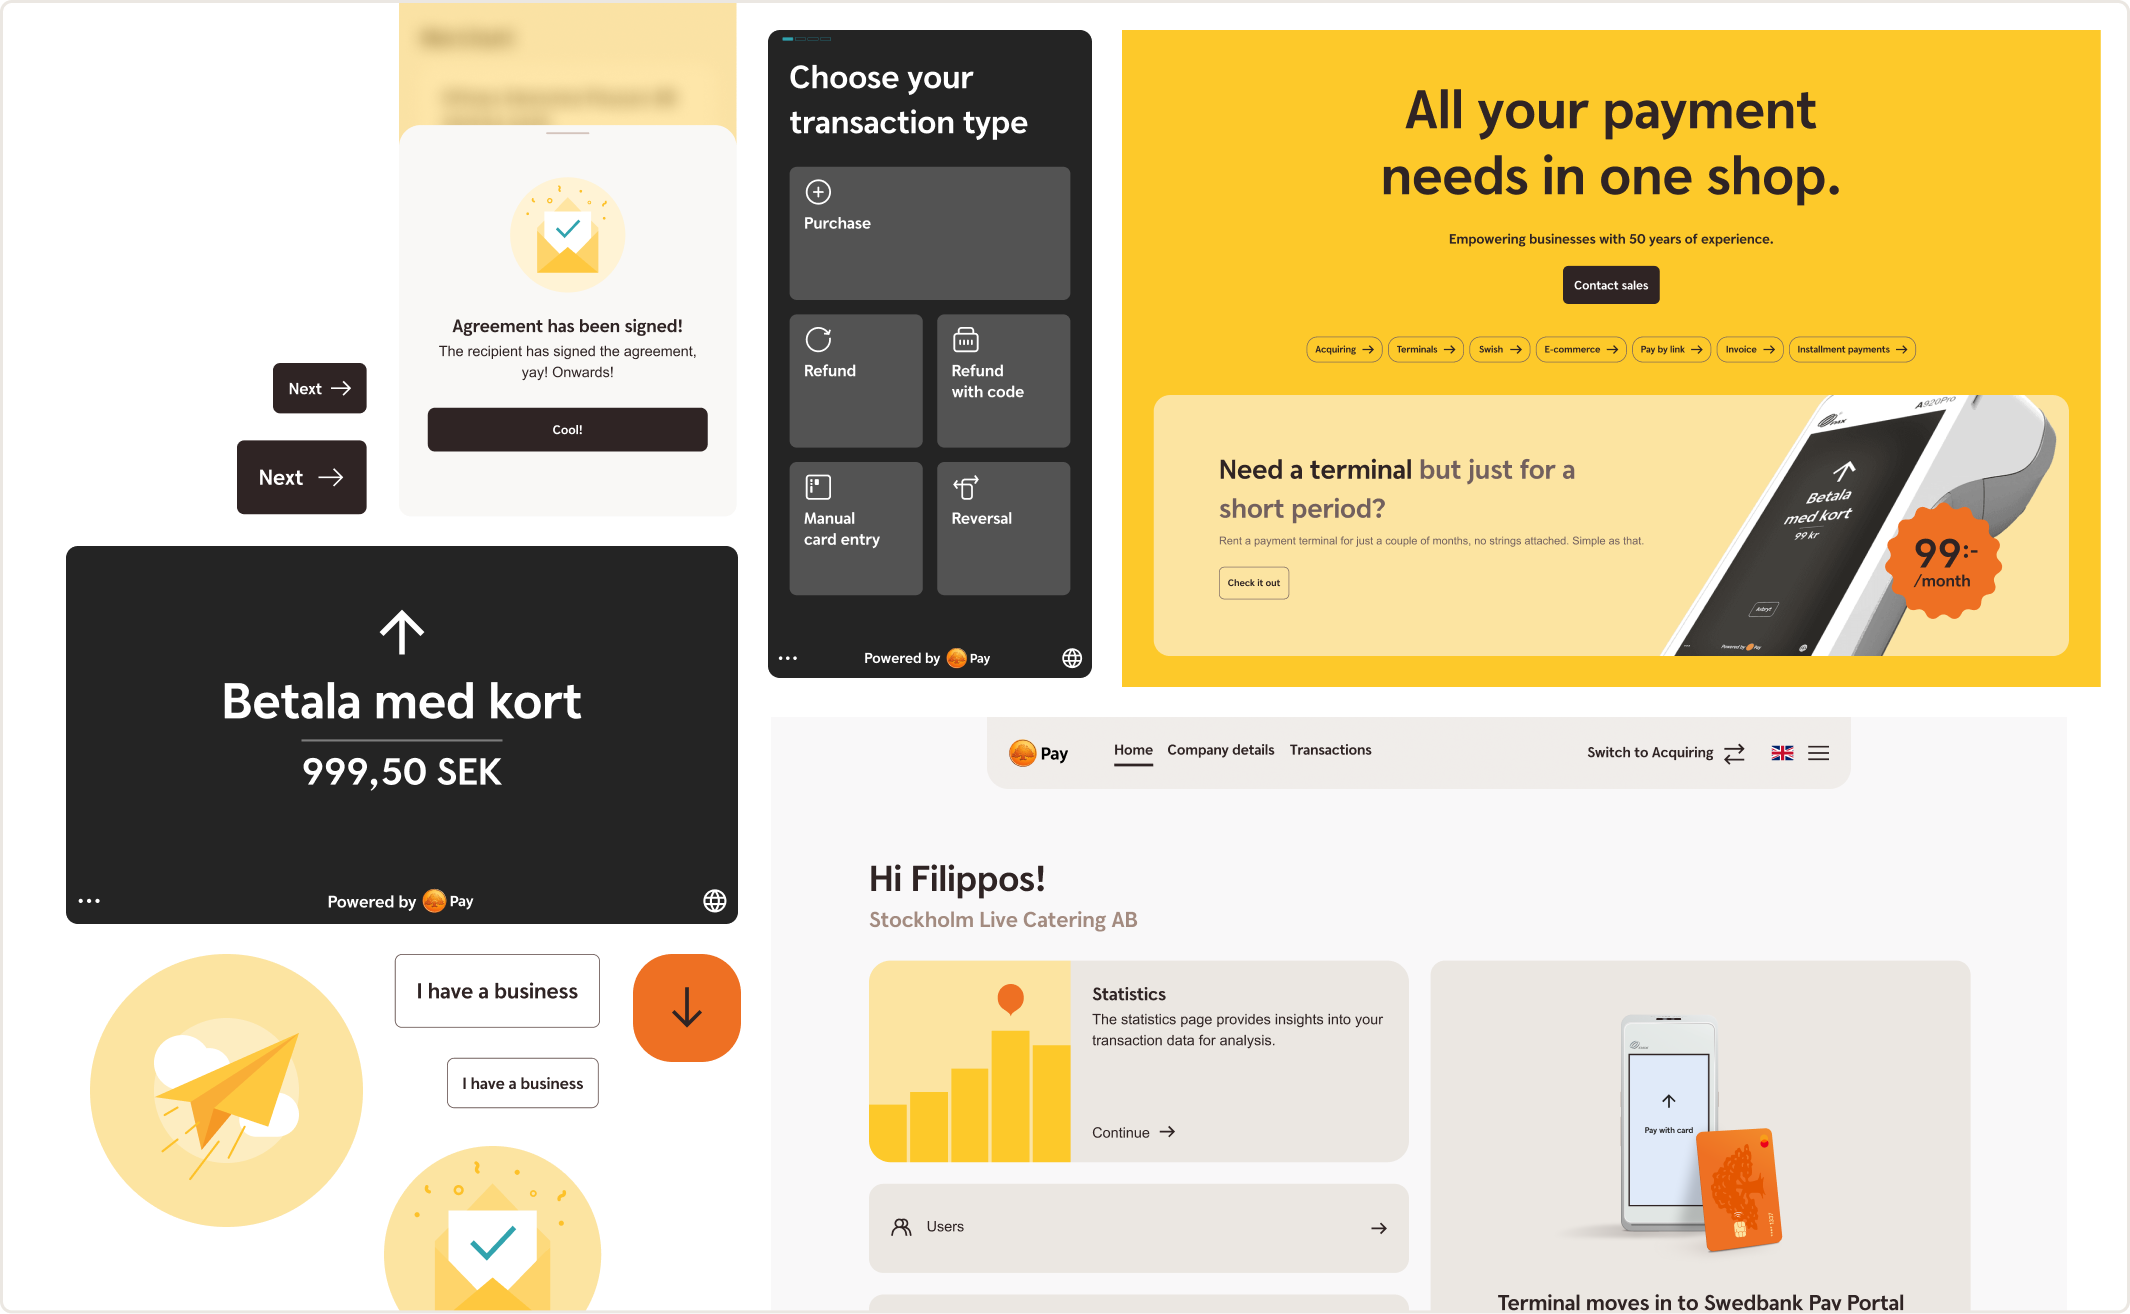 Agreement has been signed!
The recipient has signed the agreement,
yay! Onwards!
Cool!
Next
Next
Choose your
transaction type
Purchase
Refund
Refund
with code
Manual
card entry
Reversal
Powered by Pay
All your payment
needs in one shop.
Empowering businesses with 50 years of experience.
Contact sales
Acquiring
Terminals
Swish
E-commerce
Pay by link
Invoice
Installment payments
Need a terminal but just for a
short period?
Rent a payment terminal for just a couple of months, no strings attached. Simple as that.
Check it out
A920Pro
PAX
Betala
med kort
99 kr
Avbryt
Powered by Pay
99:-
/month
Betala med kort
999,50 SEK
Powered by Pay
I have a business
I have a business
Pay
Home
Company details
Transactions
Switch to Acquiring
Hi Filippos!
Stockholm Live Catering AB
Statistics
The statistics page provides insights into your
transaction data for analysis.
Continue
Users
Pay with card
Terminal moves in to Swedbank Pay Portal